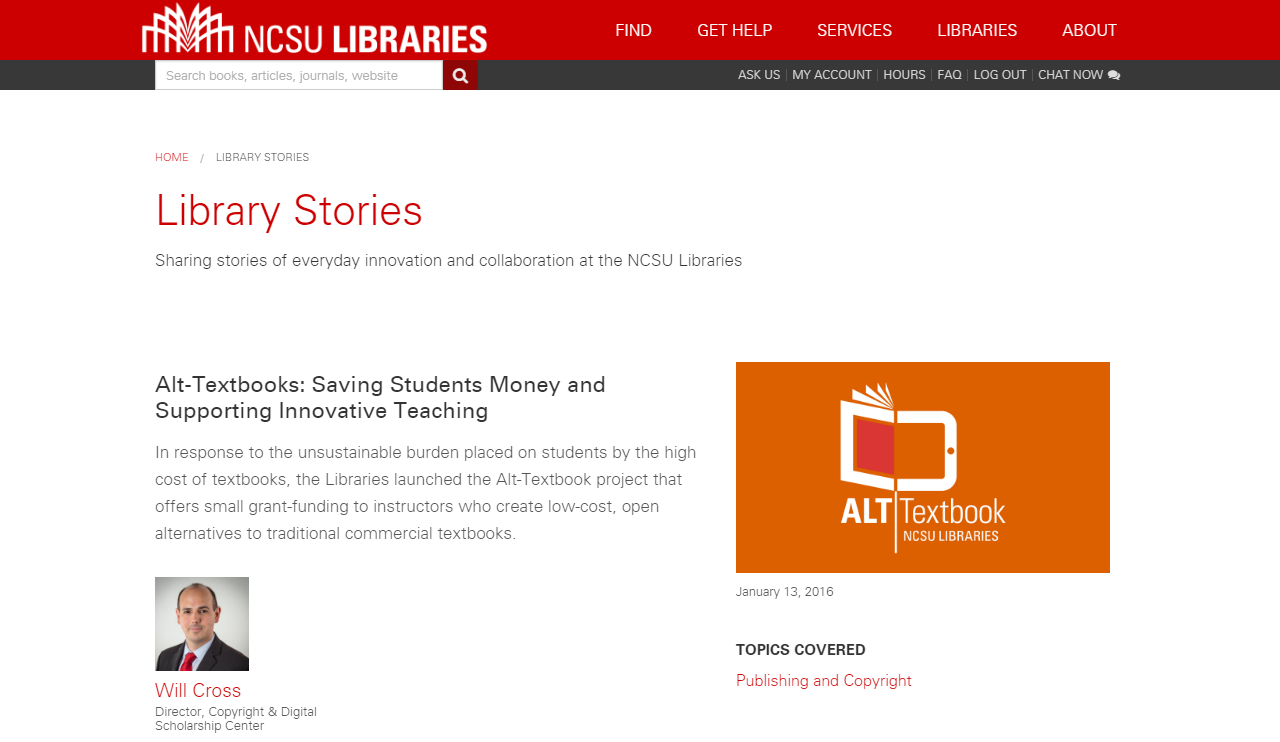 NCSU LIBRARIES
FIND GET HELP SERVICES LIBRARIES ABOUT
Search books, articles, journals, website
ASK US | MY ACCOUNT | HOURS | FAQ | LOG OUT | CHAT NOW
HOME / LIBRARY STORIES
Library Stories
Sharing stories of everyday innovation and collaboration at the NCSU Libraries
Alt-Textbooks: Saving Students Money and
Supporting Innovative Teaching
In response to the unsustainable burden placed on students by the high
cost of textbooks, the Libraries launched the Alt-Textbook project that
offers small grant-funding to instructors who create low-cost, open
alternatives to traditional commercial textbooks.
Will Cross
Director, Copyright & Digital
Scholarship Center
ALT Textbook
NCSU LIBRARIES
January 13, 2016
TOPICS COVERED
Publishing and Copyright